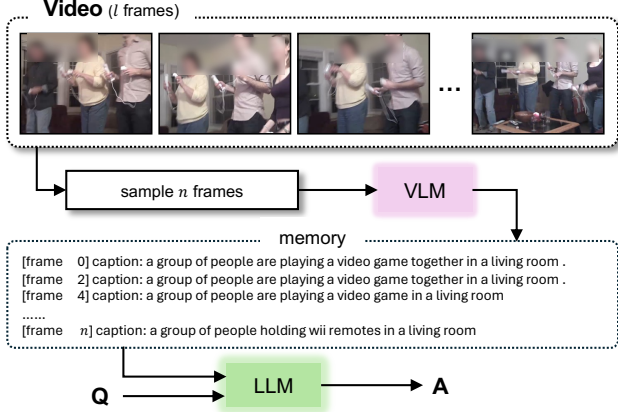 Video (l frames)
...
sample n frames
VLM
memory
[frame 0] caption: a group of people are playing a video game together in a living room .
[frame 2] caption: a group of people are playing a video game together in a living room .
[frame 4] caption: a group of people are playing a video game in a living room
......
[frame n] caption: a group of people holding wii remotes in a living room
Q
LLM
A